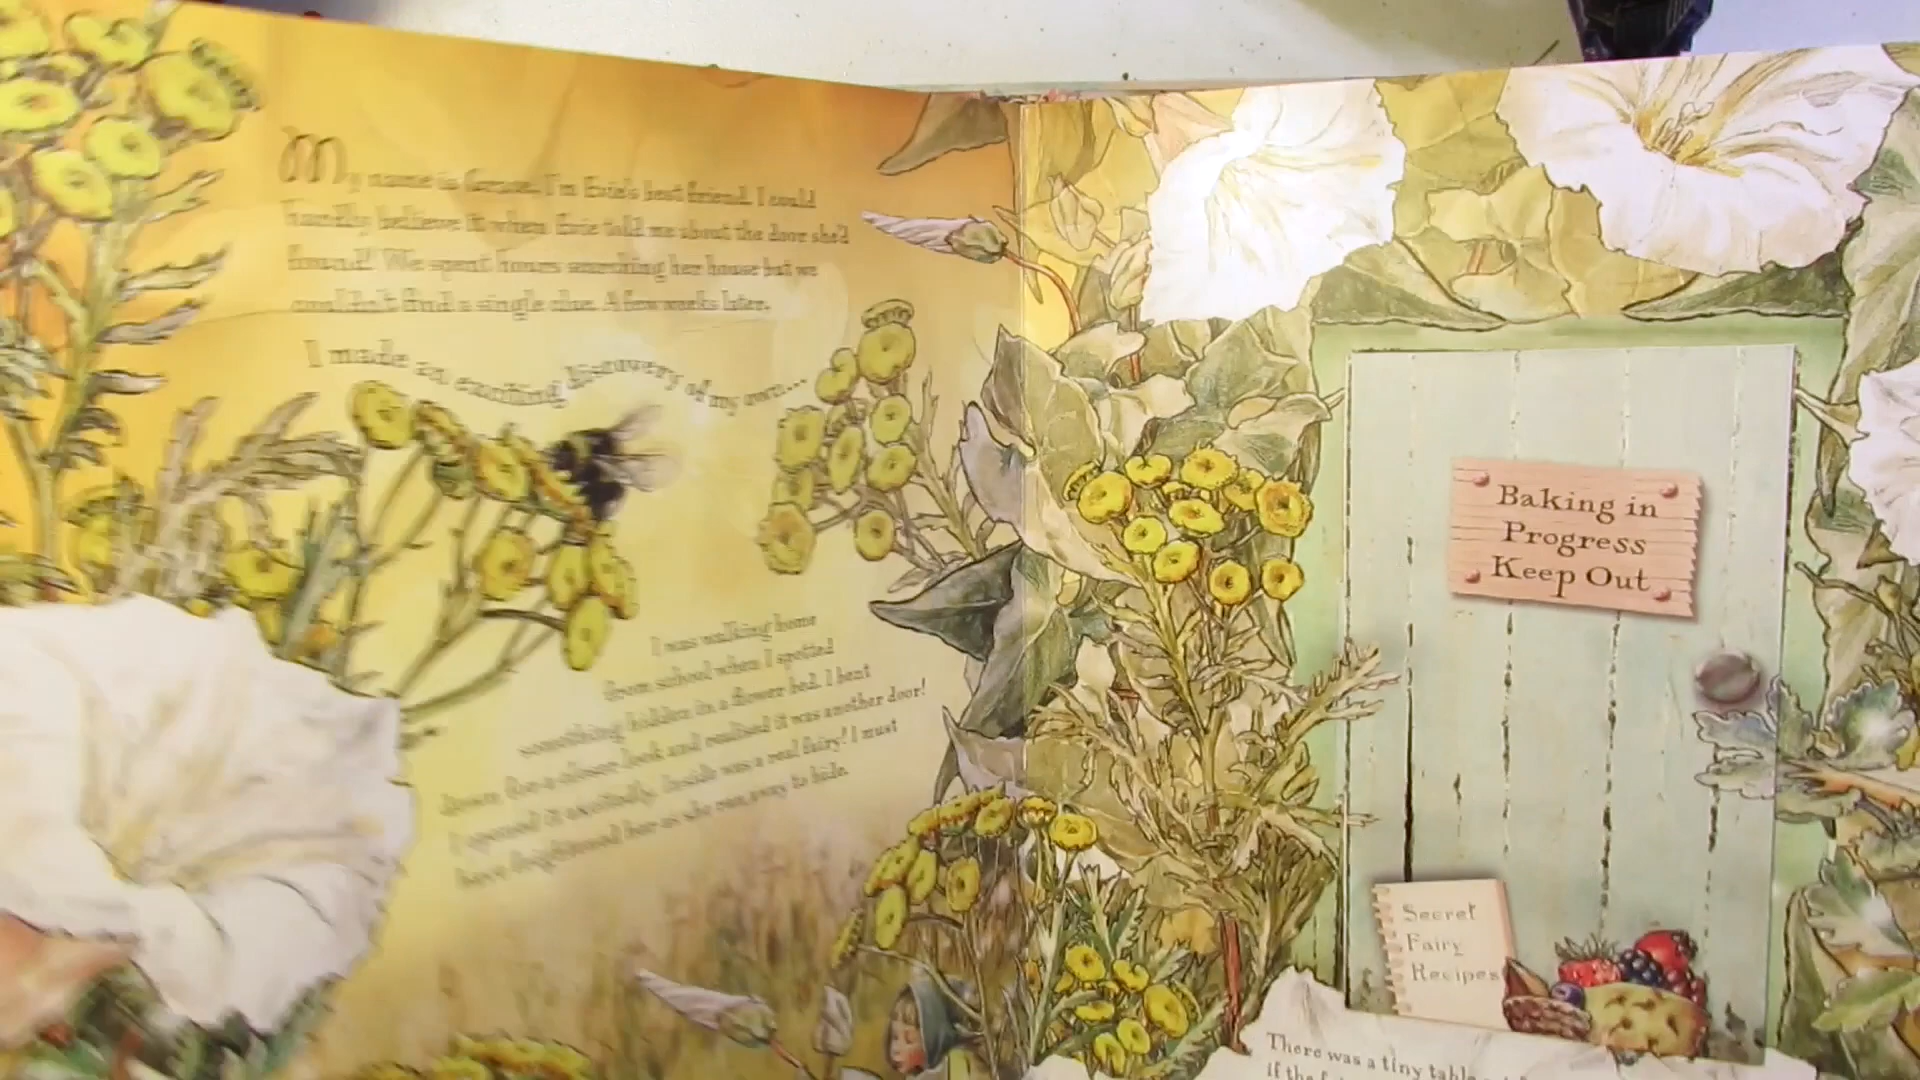 My name is Grace. I'm Evie's best friend. I could
hardly believe it when Evie told me about the door she'd
found! We spent hours searching her house but we
couldn't find a single clue. A few weeks later,
I made an exciting discovery of my own...
I was walking home
from school when I spotted
something hidden in a flower bed. I bent
down for a closer look and realised it was another door!
I opened it excitedly. Inside was a real fairy! I must
have frightened her as she ran away to hide.
Baking in
Progress
Keep Out
Secret
Fairy
Recipes
There was a tiny table
if the